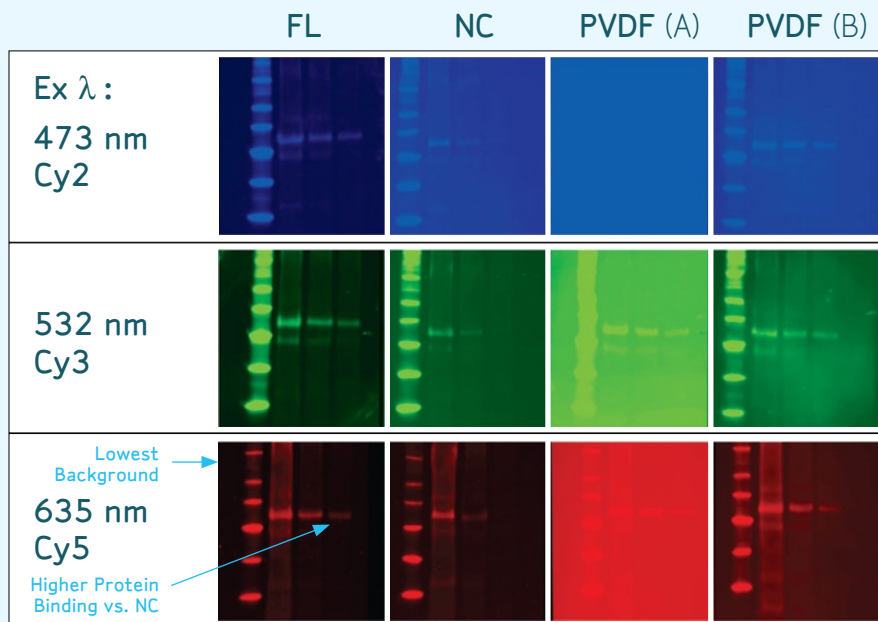 FL NC PVDF (A) PVDF (B)
Ex λ :
473 nm
Cy2
532 nm
Cy3
Lowest
Background
635 nm
Cy5
Higher Protein
Binding vs. NC